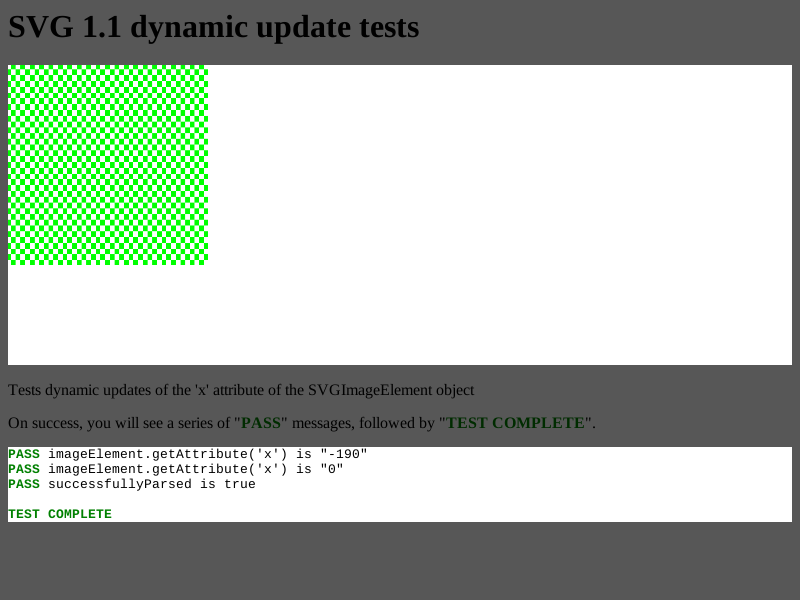 SVG 1.1 dynamic update tests
Tests dynamic updates of the 'x' attribute of the SVGImageElement object
On success, you will see a series of "PASS" messages, followed by "TEST COMPLETE".
PASS imageElement.getAttribute('x') is "-190"
PASS imageElement.getAttribute('x') is "0"
PASS successfullyParsed is true
TEST COMPLETE